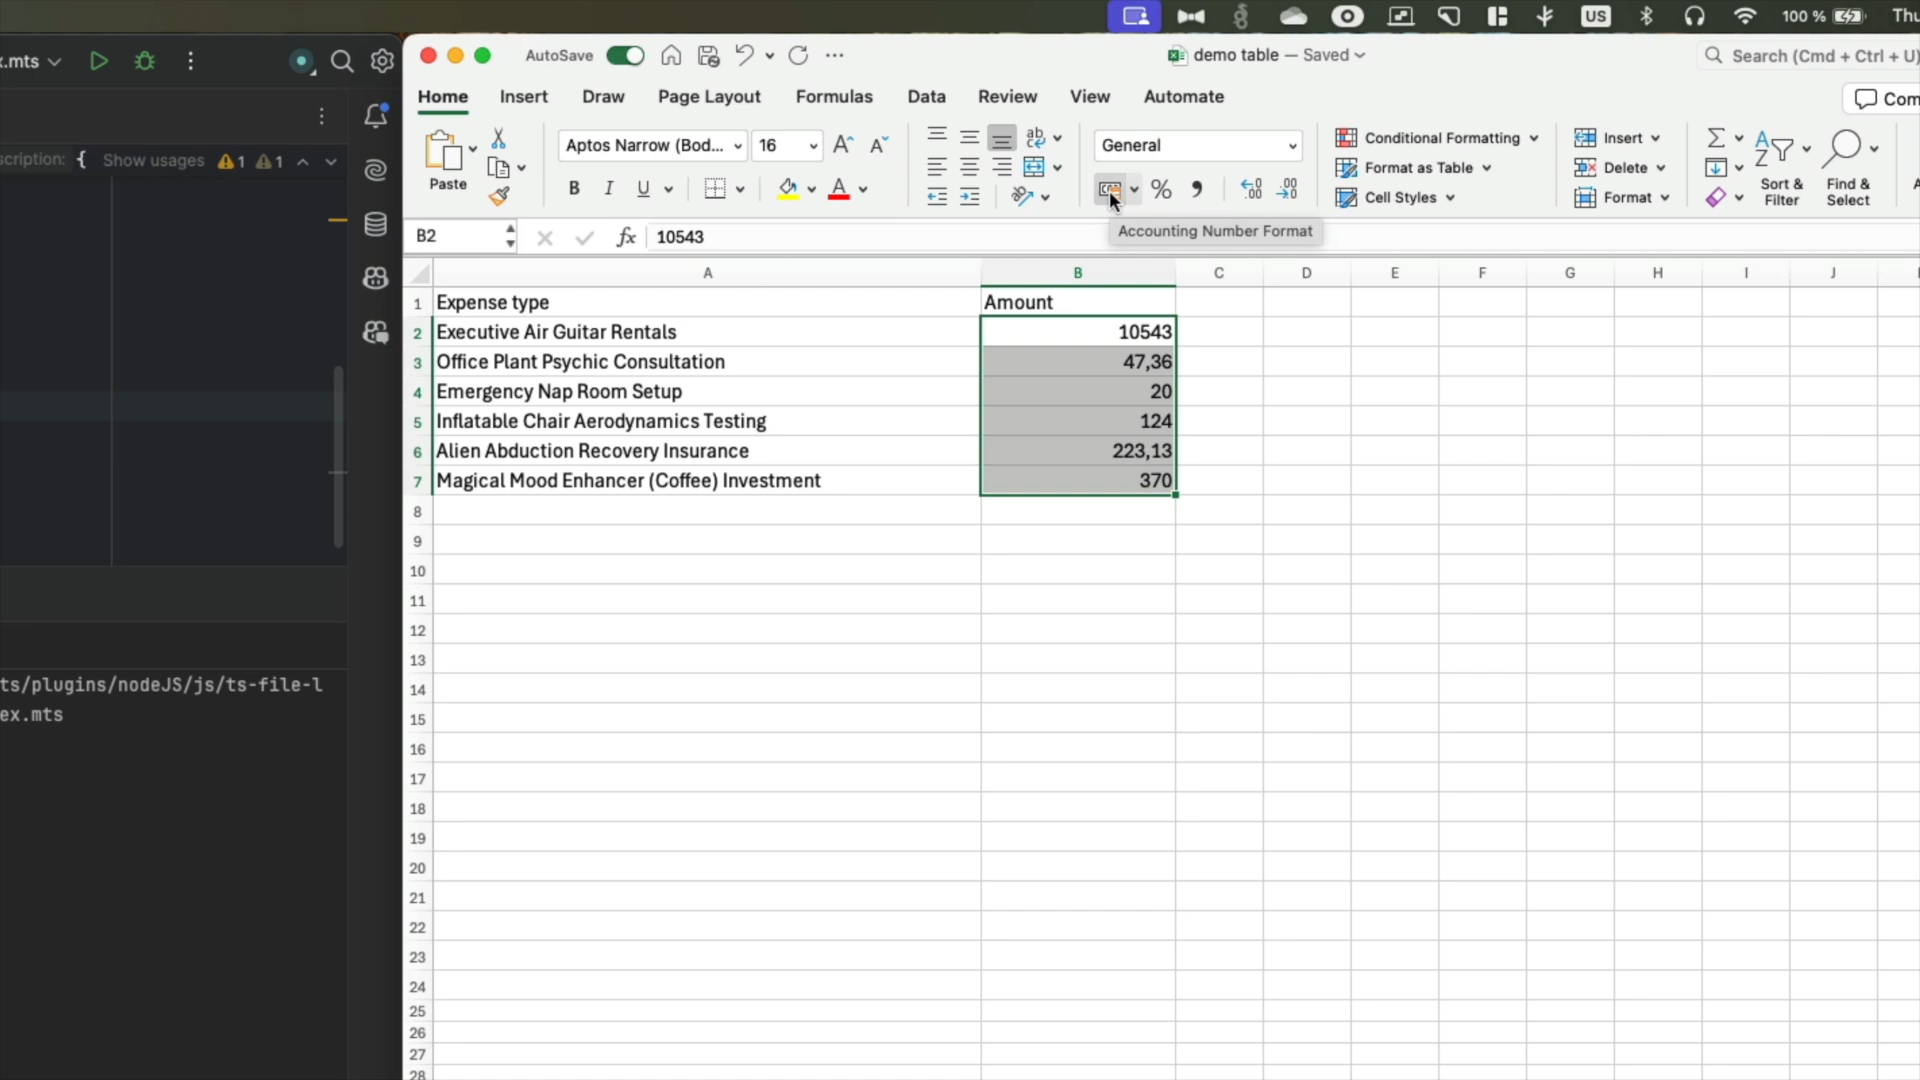 US
100 %
Thu
x.mts
AutoSave
demo table — Saved
Search (Cmd + Ctrl + U)
Home
Insert
Draw
Page Layout
Formulas
Data
Review
View
Automate
Com
scription: {
Show usages
1
1
Paste
Aptos Narrow (Bod...
16
B
I
U
A
ab
General
%
Conditional Formatting
Format as Table
Cell Styles
Insert
Delete
Format
Sort &
Filter
Find &
Select
B2
fx
10543
Accounting Number Format
A
B
C
D
E
F
G
H
I
J
1 Expense type Amount
2 Executive Air Guitar Rentals 10543
3 Office Plant Psychic Consultation 47,36
4 Emergency Nap Room Setup 20
5 Inflatable Chair Aerodynamics Testing 124
6 Alien Abduction Recovery Insurance 223,13
7 Magical Mood Enhancer (Coffee) Investment 370
8
9
10
11
12
13
14
15
16
17
18
19
20
21
22
23
24
25
26
27
28
ts/plugins/nodeJS/js/ts-file-l
ex.mts